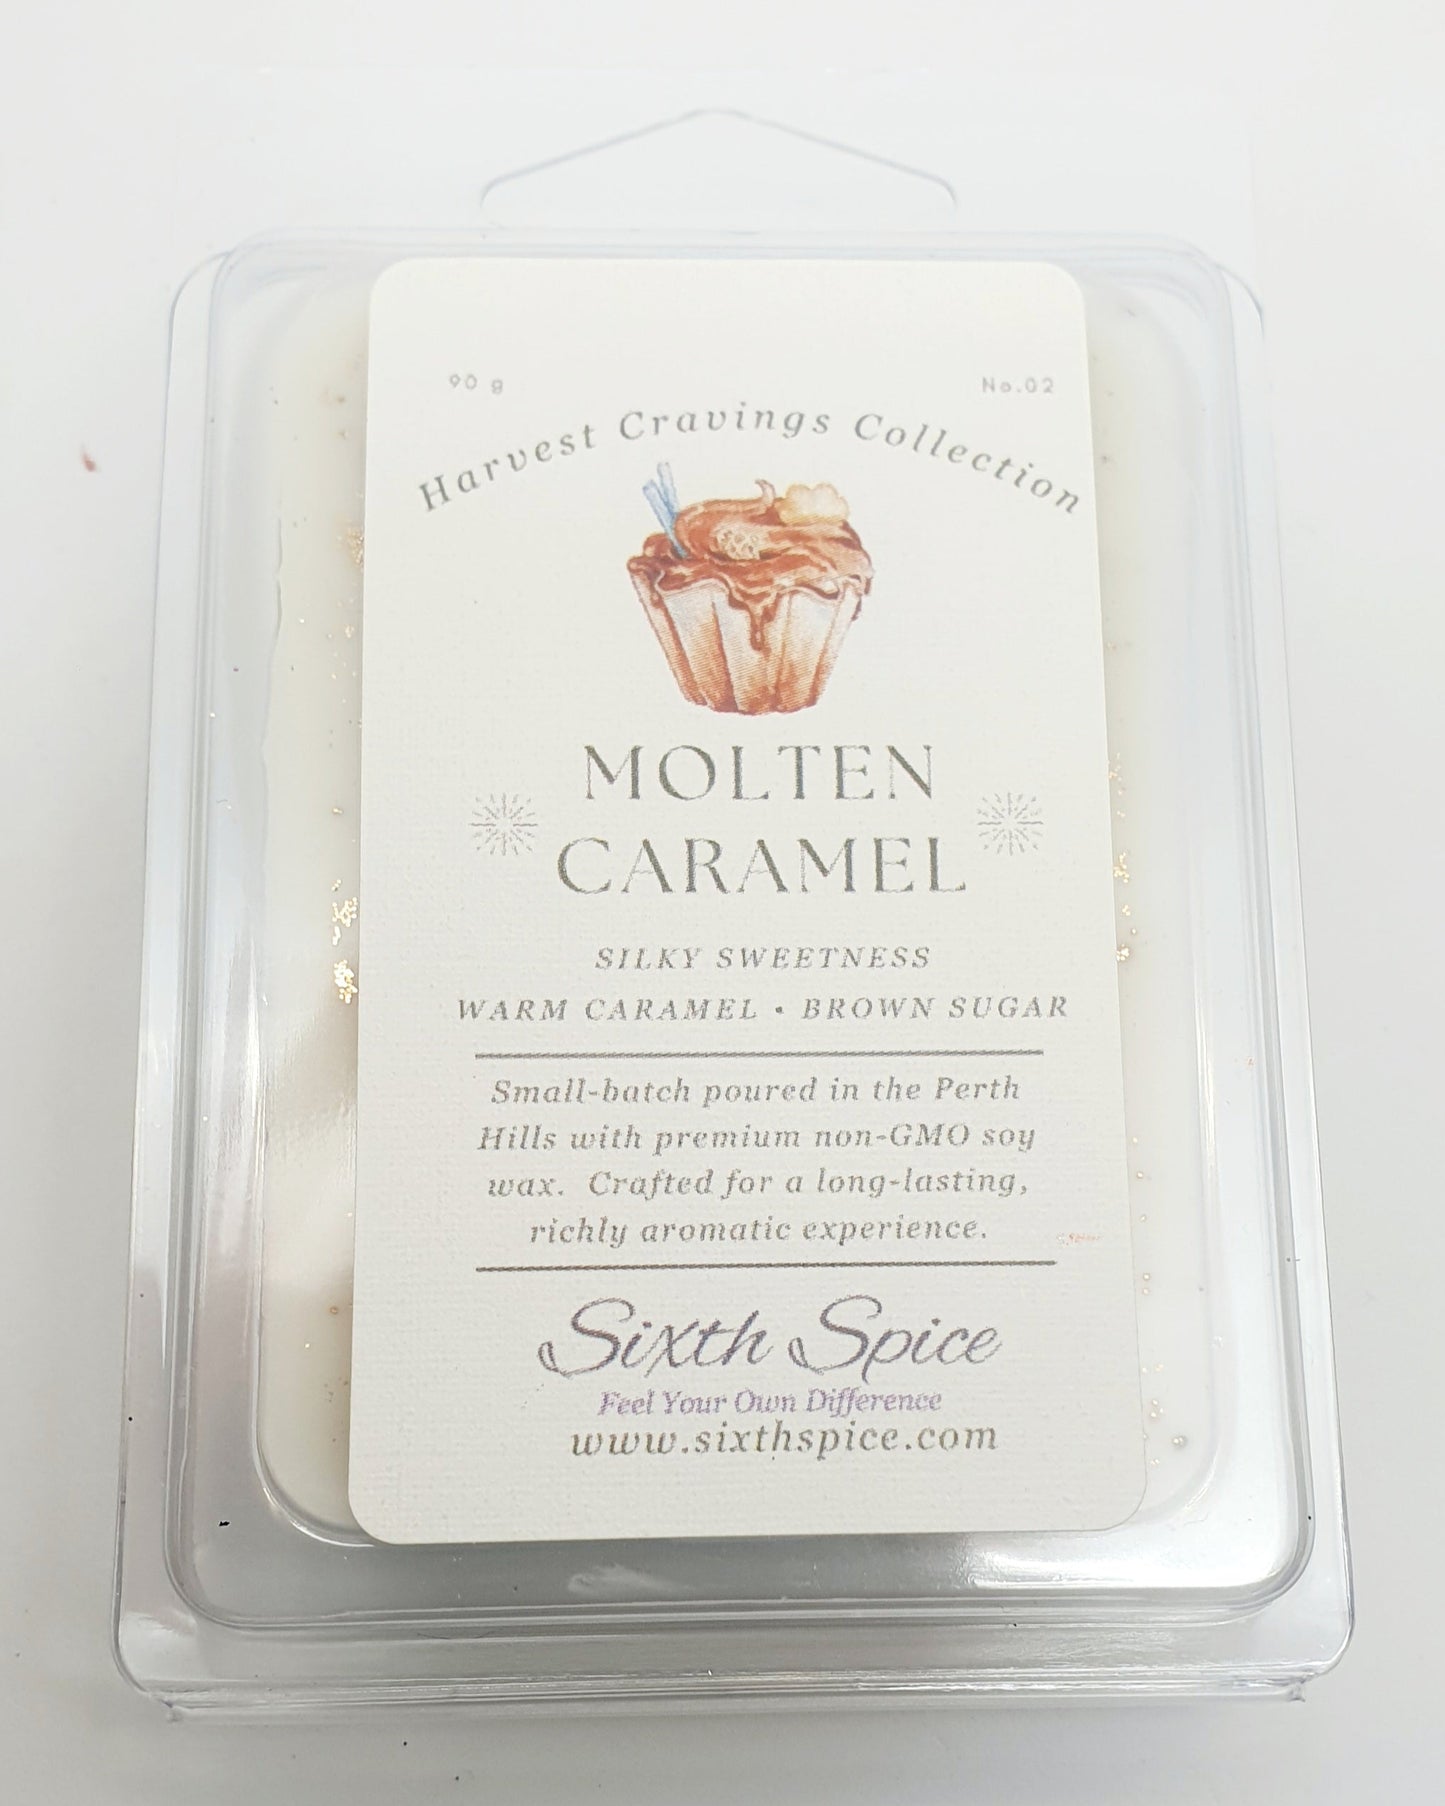 90 g
No.02
Harvest Cravings Collection
MOLTEN
CARAMEL
SILKY SWEETNESS
WARM CARAMEL • BROWN SUGAR
Small-batch poured in the Perth
Hills with premium non-GMO soy
wax. Crafted for a long-lasting,
richly aromatic experience.
Sixth Spice
Feel Your Own Difference
www.sixthspice.com